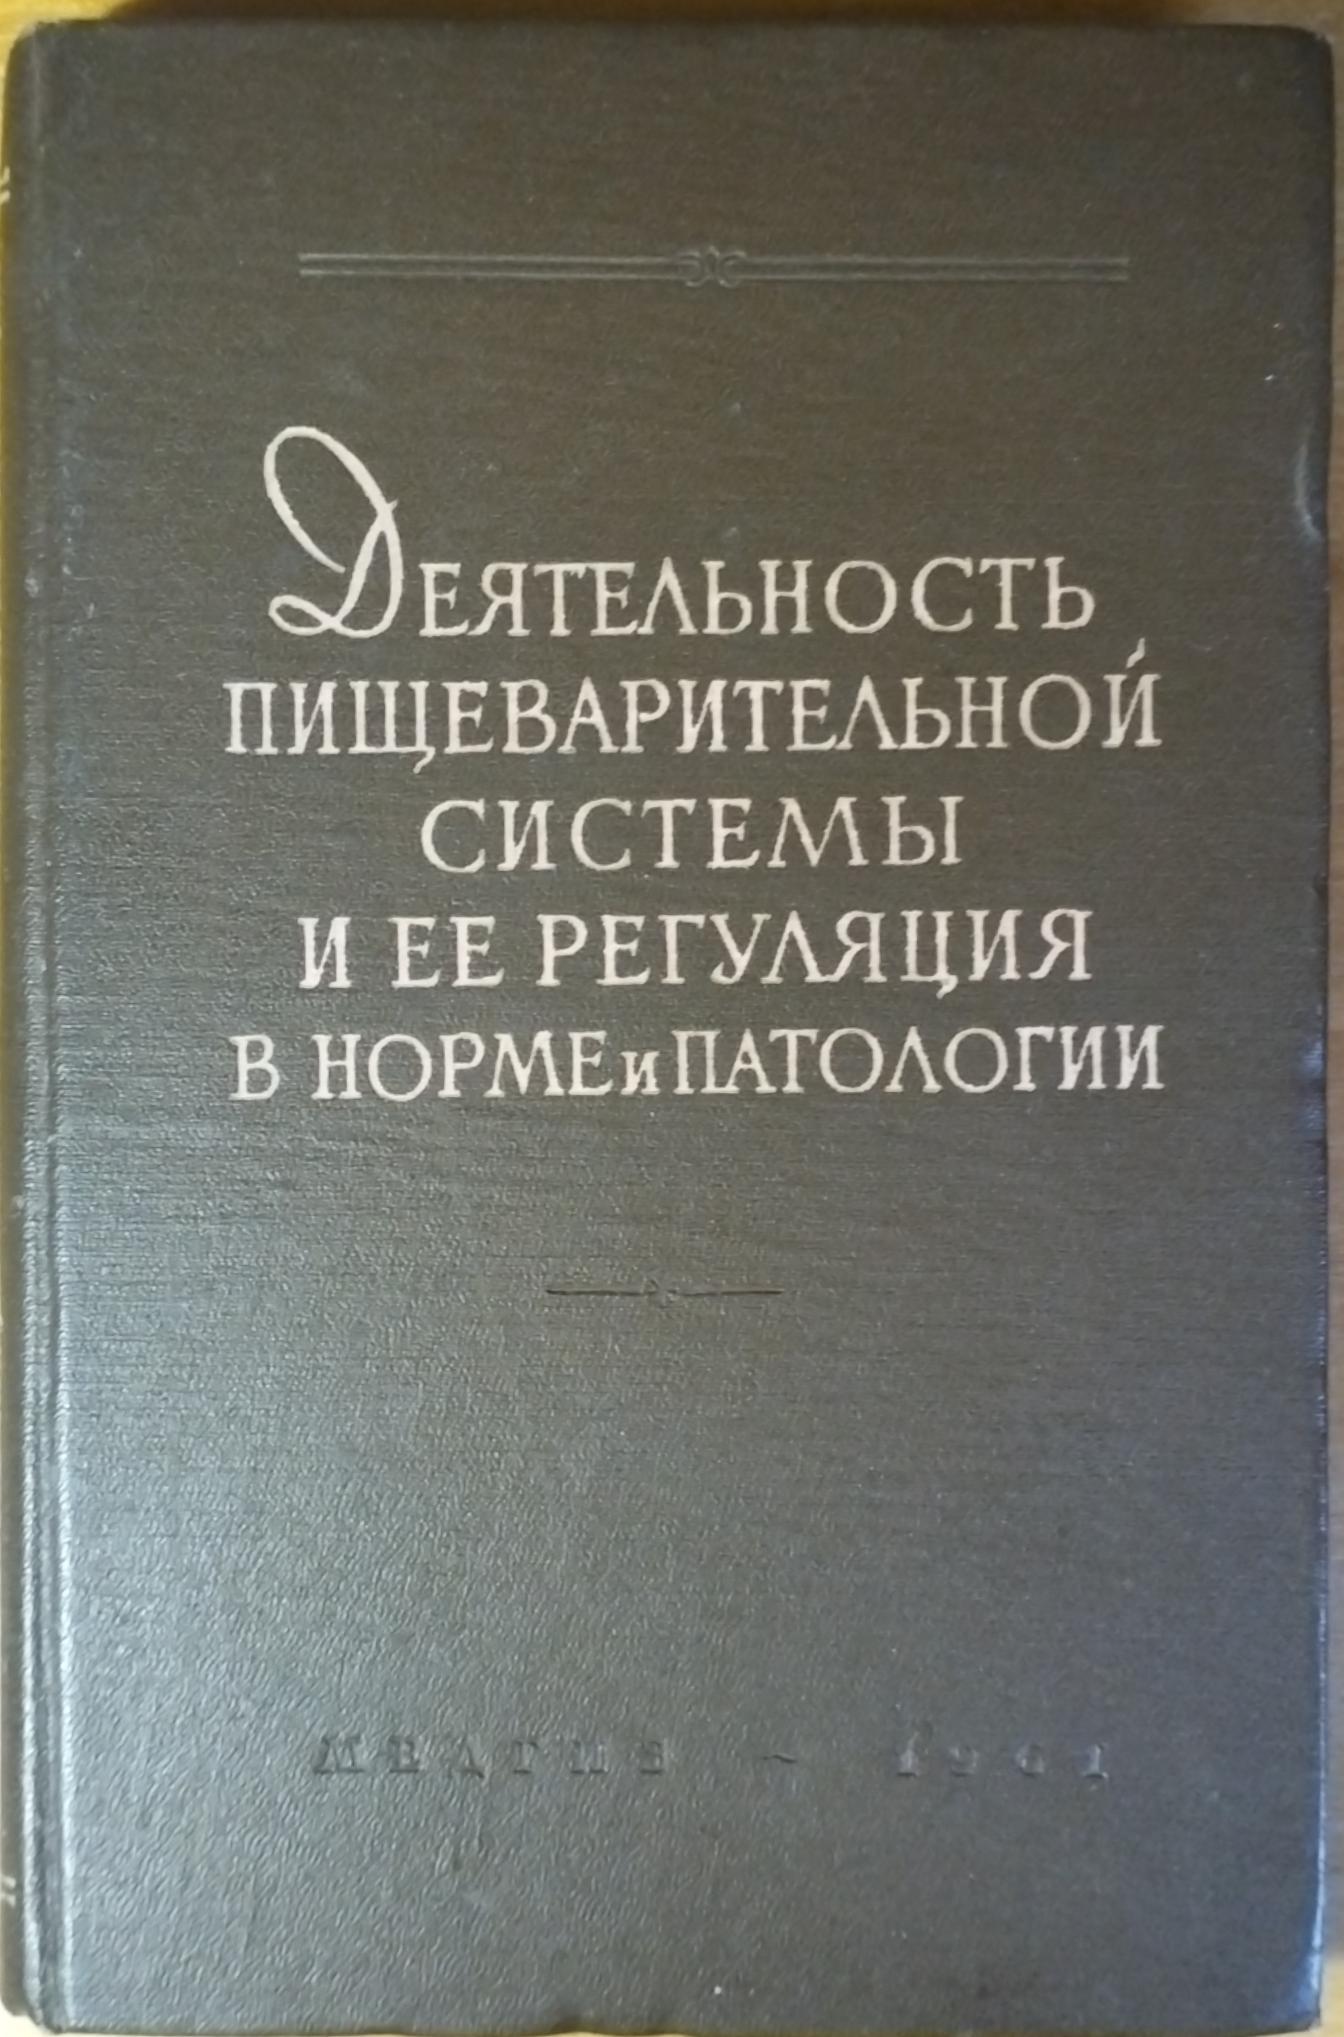 Деятельность
ПИЩЕВАРИТЕЛЬНОЙ
СИСТЕМЫ
И ЕЕ РЕГУЛЯЦИЯ
В НОРМЕ и ПАТОЛОГИИ
МЕДГИЗ - 1961